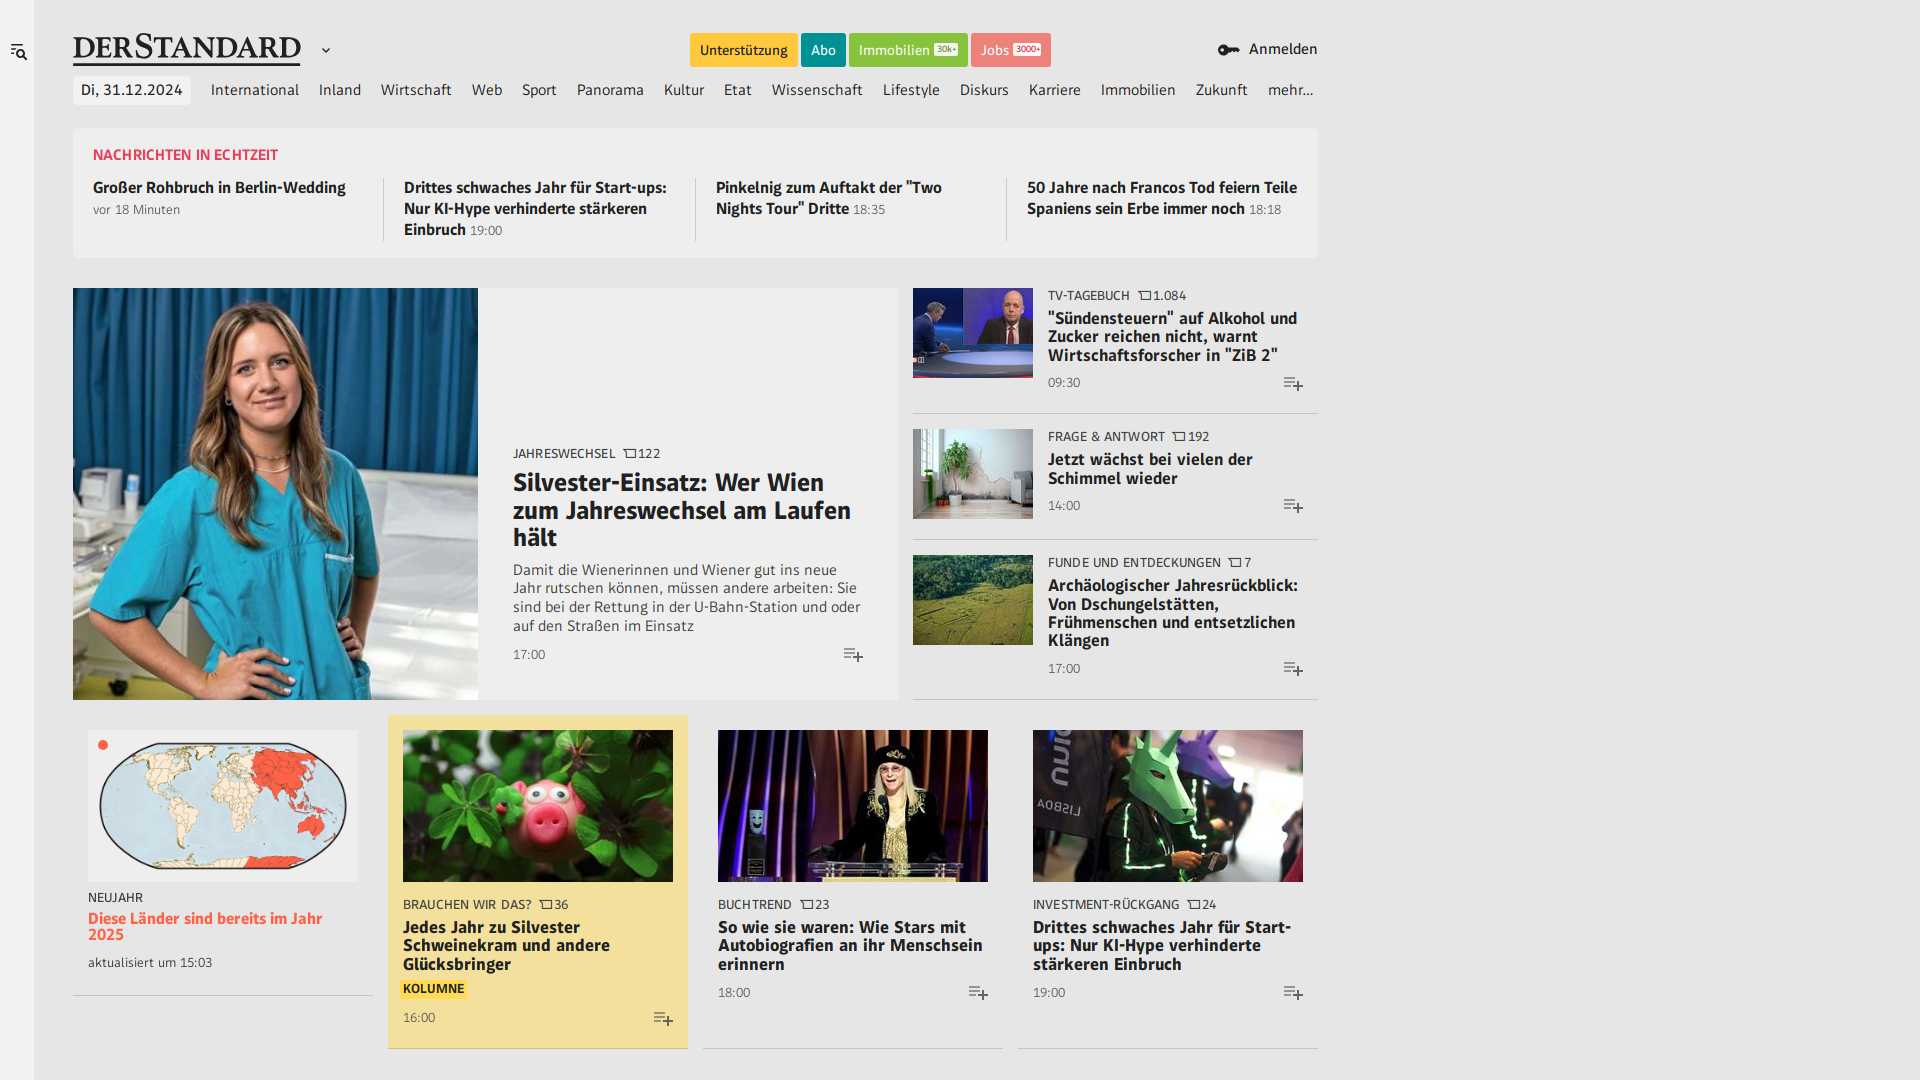 DERSTANDARD
Unterstützung
Abo
Immobilien 30k+
Jobs 3000+
Anmelden
Di, 31.12.2024
International
Inland
Wirtschaft
Web
Sport
Panorama
Kultur
Etat
Wissenschaft
Lifestyle
Diskurs
Karriere
Immobilien
Zukunft
mehr…
NACHRICHTEN IN ECHTZEIT
Großer Rohbruch in Berlin-Wedding
vor 18 Minuten
Drittes schwaches Jahr für Start-ups:
Nur KI-Hype verhinderte stärkeren
Einbruch 19:00
Pinkelnig zum Auftakt der "Two
Nights Tour" Dritte 18:35
50 Jahre nach Francos Tod feiern Teile
Spaniens sein Erbe immer noch 18:18
JAHRESWECHSEL 122
Silvester-Einsatz: Wer Wien
zum Jahreswechsel am Laufen
hält
Damit die Wienerinnen und Wiener gut ins neue
Jahr rutschen können, müssen andere arbeiten: Sie
sind bei der Rettung in der U-Bahn-Station und oder
auf den Straßen im Einsatz
17:00
TV-TAGEBUCH 1.084
"Sündensteuern" auf Alkohol und
Zucker reichen nicht, warnt
Wirtschaftsforscher in "ZiB 2"
09:30
FRAGE & ANTWORT 192
Jetzt wächst bei vielen der
Schimmel wieder
14:00
FUNDE UND ENTDECKUNGEN 7
Archäologischer Jahresrückblick:
Von Dschungelstätten,
Frühmenschen und entsetzlichen
Klängen
17:00
NEUJAHR
Diese Länder sind bereits im Jahr
2025
aktualisiert um 15:03
BRAUCHEN WIR DAS? 36
Jedes Jahr zu Silvester
Schweinekram und andere
Glücksbringer
KOLUMNE
16:00
BUCHTREND 23
So wie sie waren: Wie Stars mit
Autobiografien an ihr Menschsein
erinnern
18:00
LISBOA
INVESTMENT-RÜCKGANG 24
Drittes schwaches Jahr für Start-
ups: Nur KI-Hype verhinderte
stärkeren Einbruch
19:00